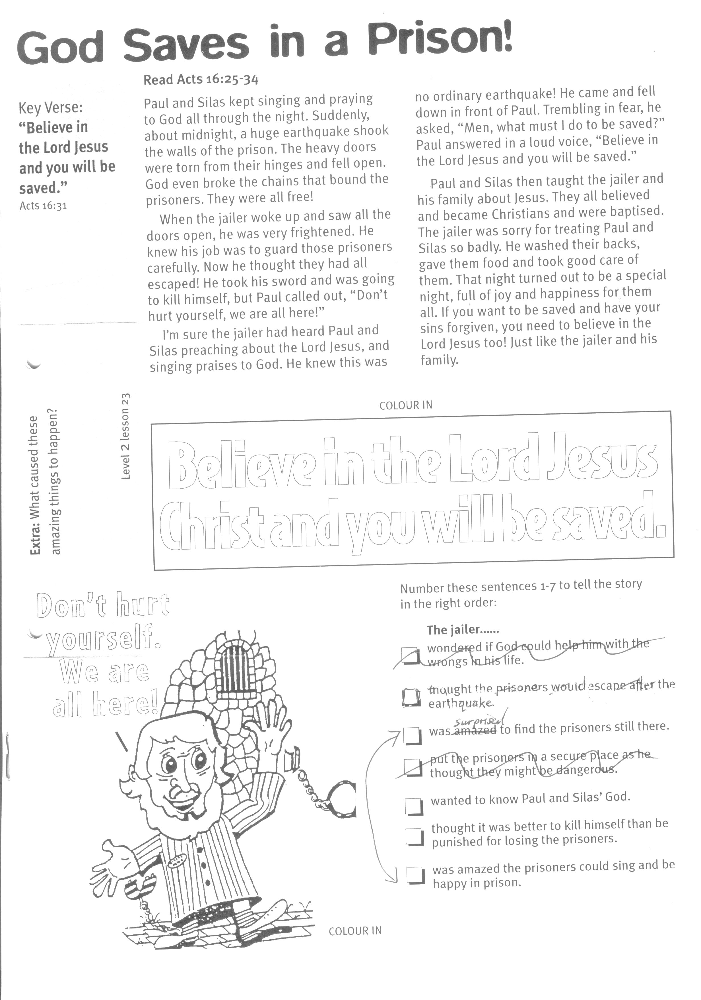 God Saves in a Prison!
Key Verse:
“Believe in
the Lord Jesus
and you will be
saved.”
Acts 16:31
Read Acts 16:25-34
Paul and Silas kept singing and praying
to God all through the night. Suddenly,
about midnight, a huge earthquake shook
the walls of the prison. The heavy doors
were torn from their hinges and fell open.
God even broke the chains that bound the
prisoners. They were all free!
When the jailer woke up and saw all the
doors open, he was very frightened. He
knew his job was to guard those prisoners
carefully. Now he thought they had all
escaped! He took his sword and was going
to kill himself, but Paul called out, “Don’t
hurt yourself, we are all here!”
I’m sure the jailer had heard Paul and
Silas preaching about the Lord Jesus, and
singing praises to God. He knew this was
no ordinary earthquake! He came and fell
down in front of Paul. Trembling in fear, he
asked, “Men, what must I do to be saved?”
Paul answered in a loud voice, “Believe in
the Lord Jesus and you will be saved.”
Paul and Silas then taught the jailer and
his family about Jesus. They all believed
and became Christians and were baptised.
The jailer was sorry for treating Paul and
Silas so badly. He washed their backs,
gave them food and took good care of
them. That night turned out to be a special
night, full of joy and happiness for them
all. If you want to be saved and have your
sins forgiven, you need to believe in the
Lord Jesus too! Just like the jailer and his
family.
Extra: What caused these
amazing things to happen?
Level 2 lesson 23
COLOUR IN
Believe in the Lord Jesus
Christ and you will be saved.
Don’t hurt
yourself.
We are
all here!
COLOUR IN
Number these sentences 1-7 to tell the story
in the right order:
The jailer......
wondered if God could help him with the
wrongs in his life.
thought the prisoners would escape after the
earthquake.
surprised
was amazed to find the prisoners still there.
put the prisoners in a secure place as he
thought they might be dangerous.
wanted to know Paul and Silas’ God.
thought it was better to kill himself than be
punished for losing the prisoners.
was amazed the prisoners could sing and be
happy in prison.